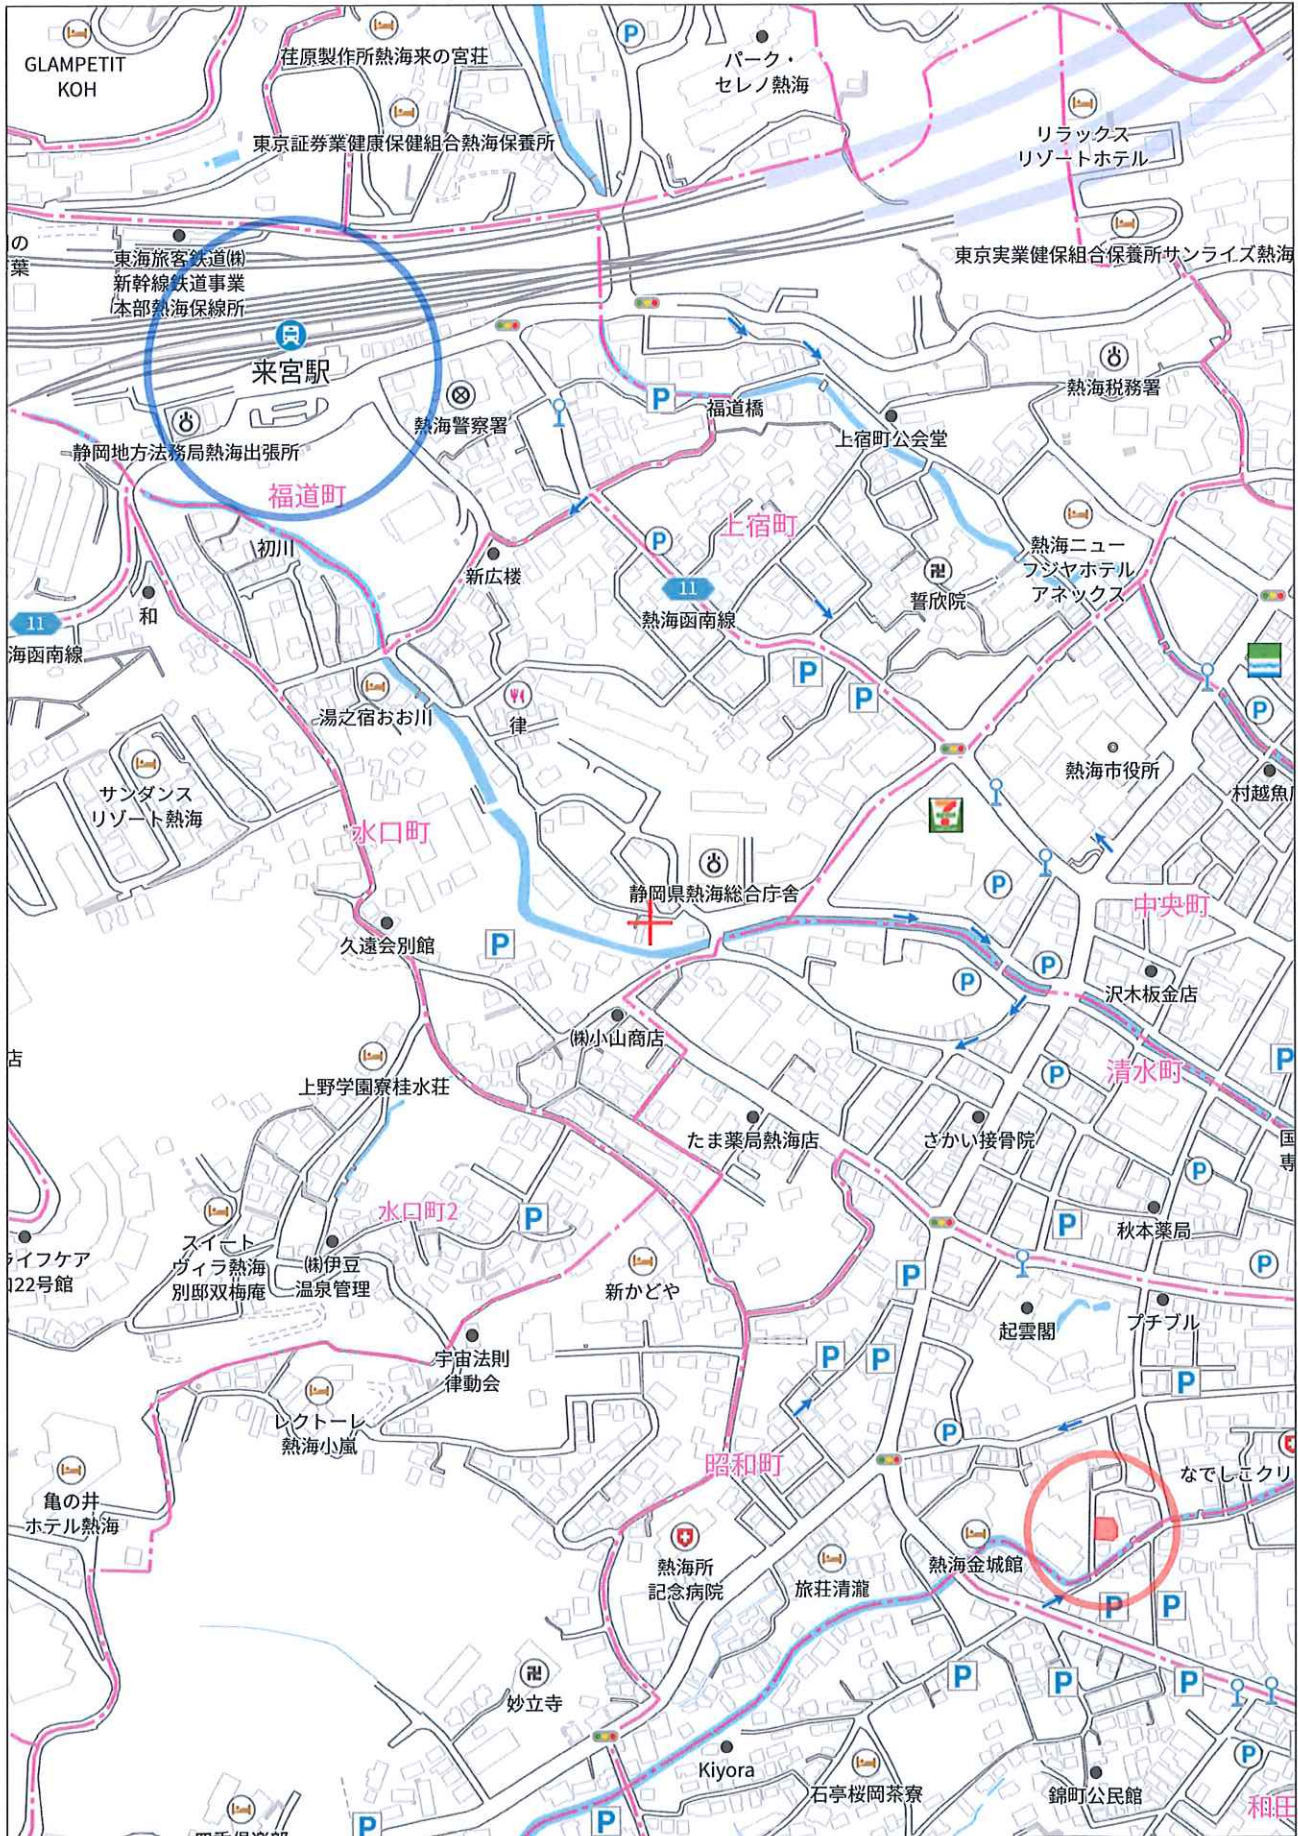 GLAMPETIT
KOH
荏原製作所熱海来の宮荘
P
パーク・
セレノ熱海
東京証券業健康保健組合熱海保養所
リラックス
リゾートホテル
の
葉
東海旅客鉄道㈱
新幹線鉄道事業
本部熱海保線所
東京実業健保組合保養所サンライズ熱海
来宮駅
熱海警察署
P
福道橋
熱海税務署
上宿町公会堂
静岡地方法務局熱海出張所
福道町
上宿町
初川
P
新広楼
熱海ニュー
フジヤホテル
アネックス
和
11
誓欣院
11
熱海函南線
海函南線
P
P
P
湯之宿おお川
律
熱海市役所
サンダンス
リゾート熱海
村越魚
水口町
7
静岡県熱海総合庁舎
P
中央町
久遠会別館
P
P
P
沢木板金店
㈱小山商店
店
P
P
清水町
上野学園寮桂水荘
たま薬局熱海店
さかい接骨院
国
専
P
水口町2
P
P
秋本薬局
スイート
ヴィラ熱海
別邸双梅庵
㈱伊豆
温泉管理
ライフケア
22号館
新かどや
P
P
起雲閣
プチブル
宇宙法則
律動会
P
P
P
レクトーレ
熱海小嵐
P
昭和町
なでしこクリ
亀の井
ホテル熱海
熱海所
記念病院
旅荘清瀧
熱海金城館
P
P
妙立寺
P
P
P
Kiyora
P
石亭桜岡茶寮
錦町公民館
和田
P
P